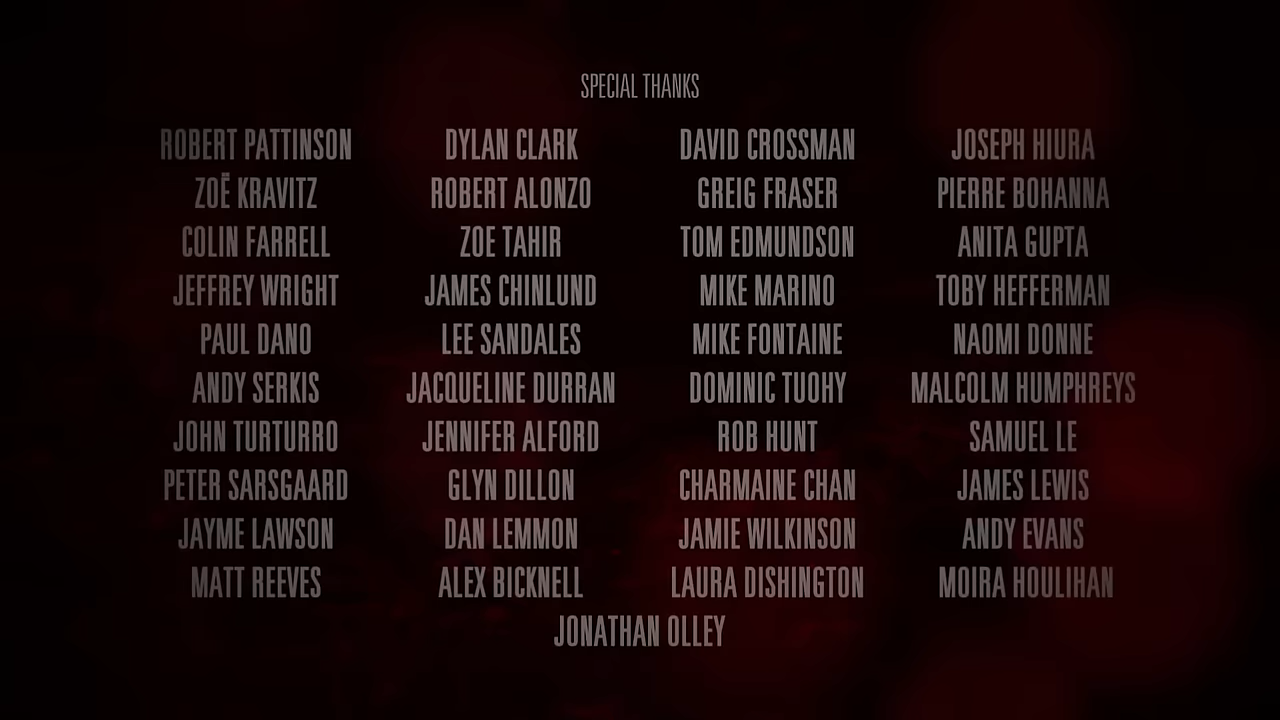 SPECIAL THANKS
ROBERT PATTINSON DYLAN CLARK DAVID CROSSMAN JOSEPH HIURA
ZOË KRAVITZ ROBERT ALONZO GREIG FRASER PIERRE BOHANNA
COLIN FARRELL ZOE TAHIR TOM EDMUNDSON ANITA GUPTA
JEFFREY WRIGHT JAMES CHINLUND MIKE MARINO TOBY HEFFERMAN
PAUL DANO LEE SANDALES MIKE FONTAINE NAOMI DONNE
ANDY SERKIS JACQUELINE DURRAN DOMINIC TUOHY MALCOLM HUMPHREYS
JOHN TURTURRO JENNIFER ALFORD ROB HUNT SAMUEL LE
PETER SARSGAARD GLYN DILLON CHARMAINE CHAN JAMES LEWIS
JAYME LAWSON DAN LEMMON JAMIE WILKINSON ANDY EVANS
MATT REEVES ALEX BICKNELL LAURA DISHINGTON MOIRA HOULIHAN
JONATHAN OLLEY